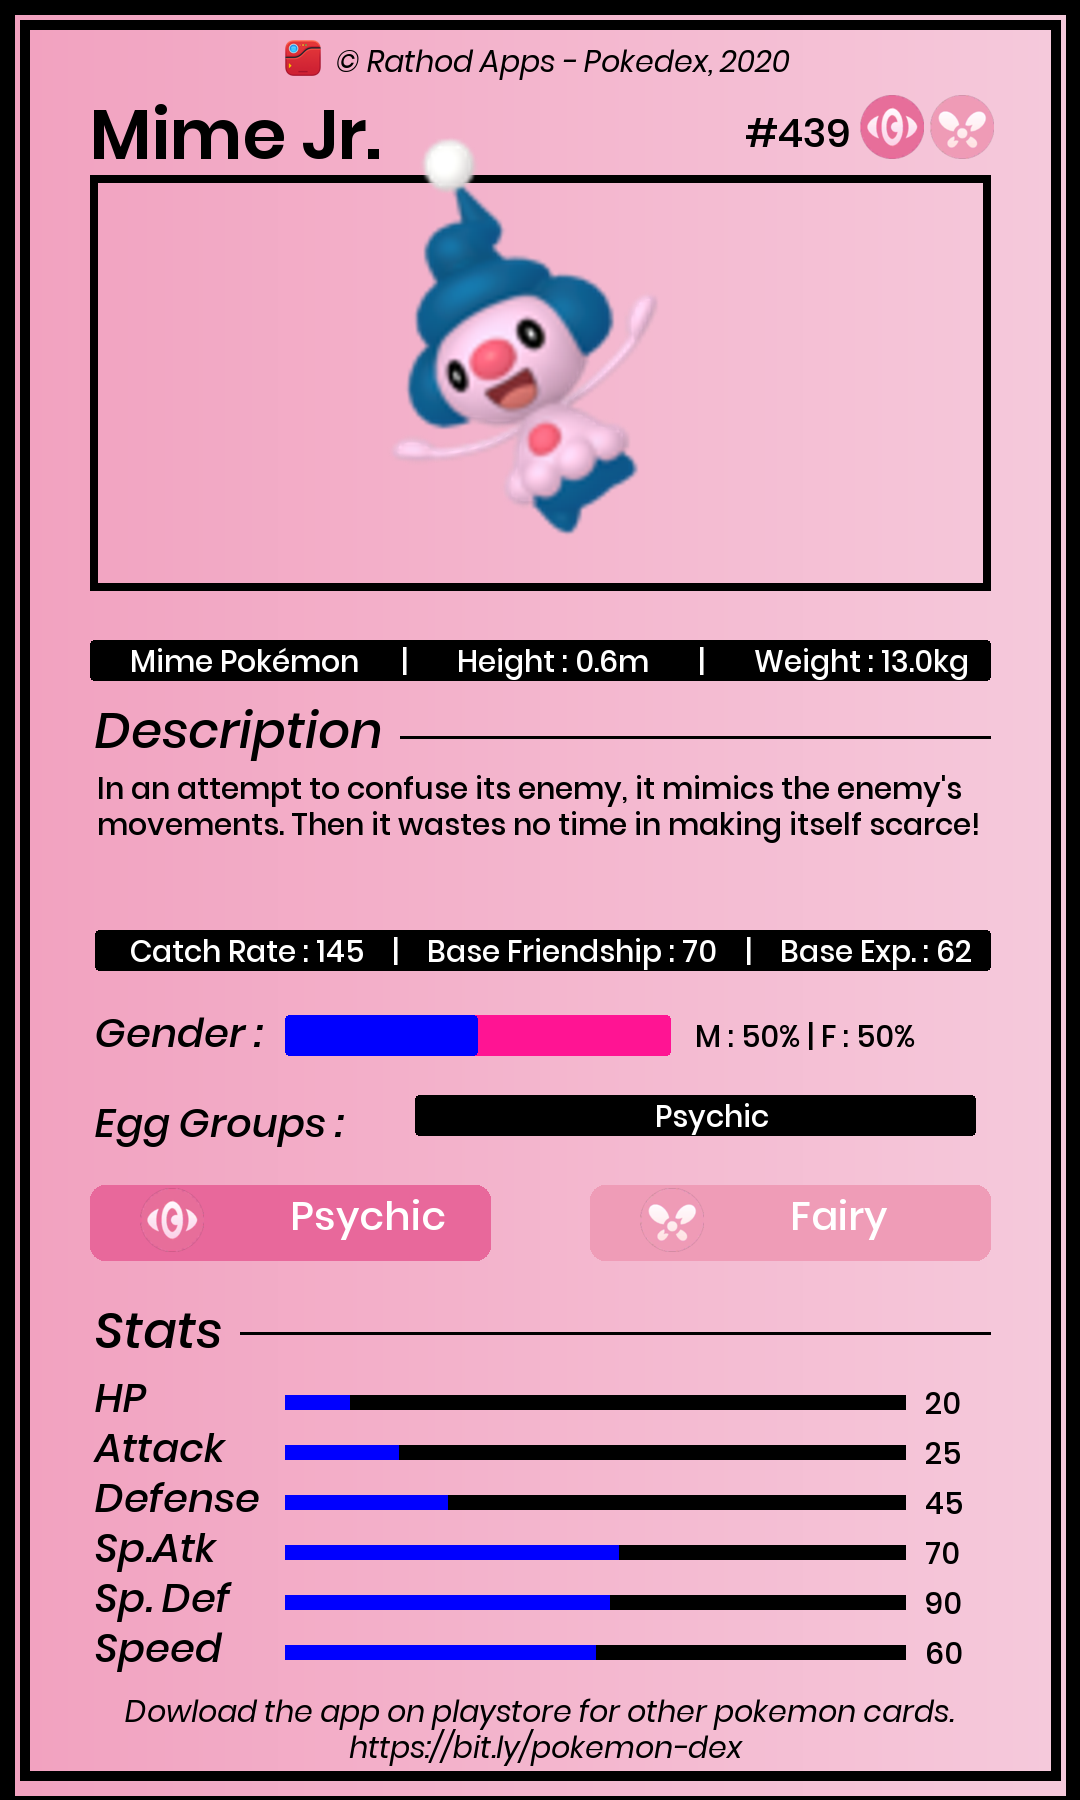 © Rathod Apps - Pokedex, 2020
Mime Jr.
#439
Mime Pokémon | Height : 0.6m | Weight : 13.0kg
Description
In an attempt to confuse its enemy, it mimics the enemy's
movements. Then it wastes no time in making itself scarce!
Catch Rate : 145 | Base Friendship : 70 | Base Exp. : 62
Gender : M : 50% | F : 50%
Egg Groups : Psychic
Psychic Fairy
Stats
HP 20
Attack 25
Defense 45
Sp.Atk 70
Sp. Def 90
Speed 60
Dowload the app on playstore for other pokemon cards.
https://bit.ly/pokemon-dex